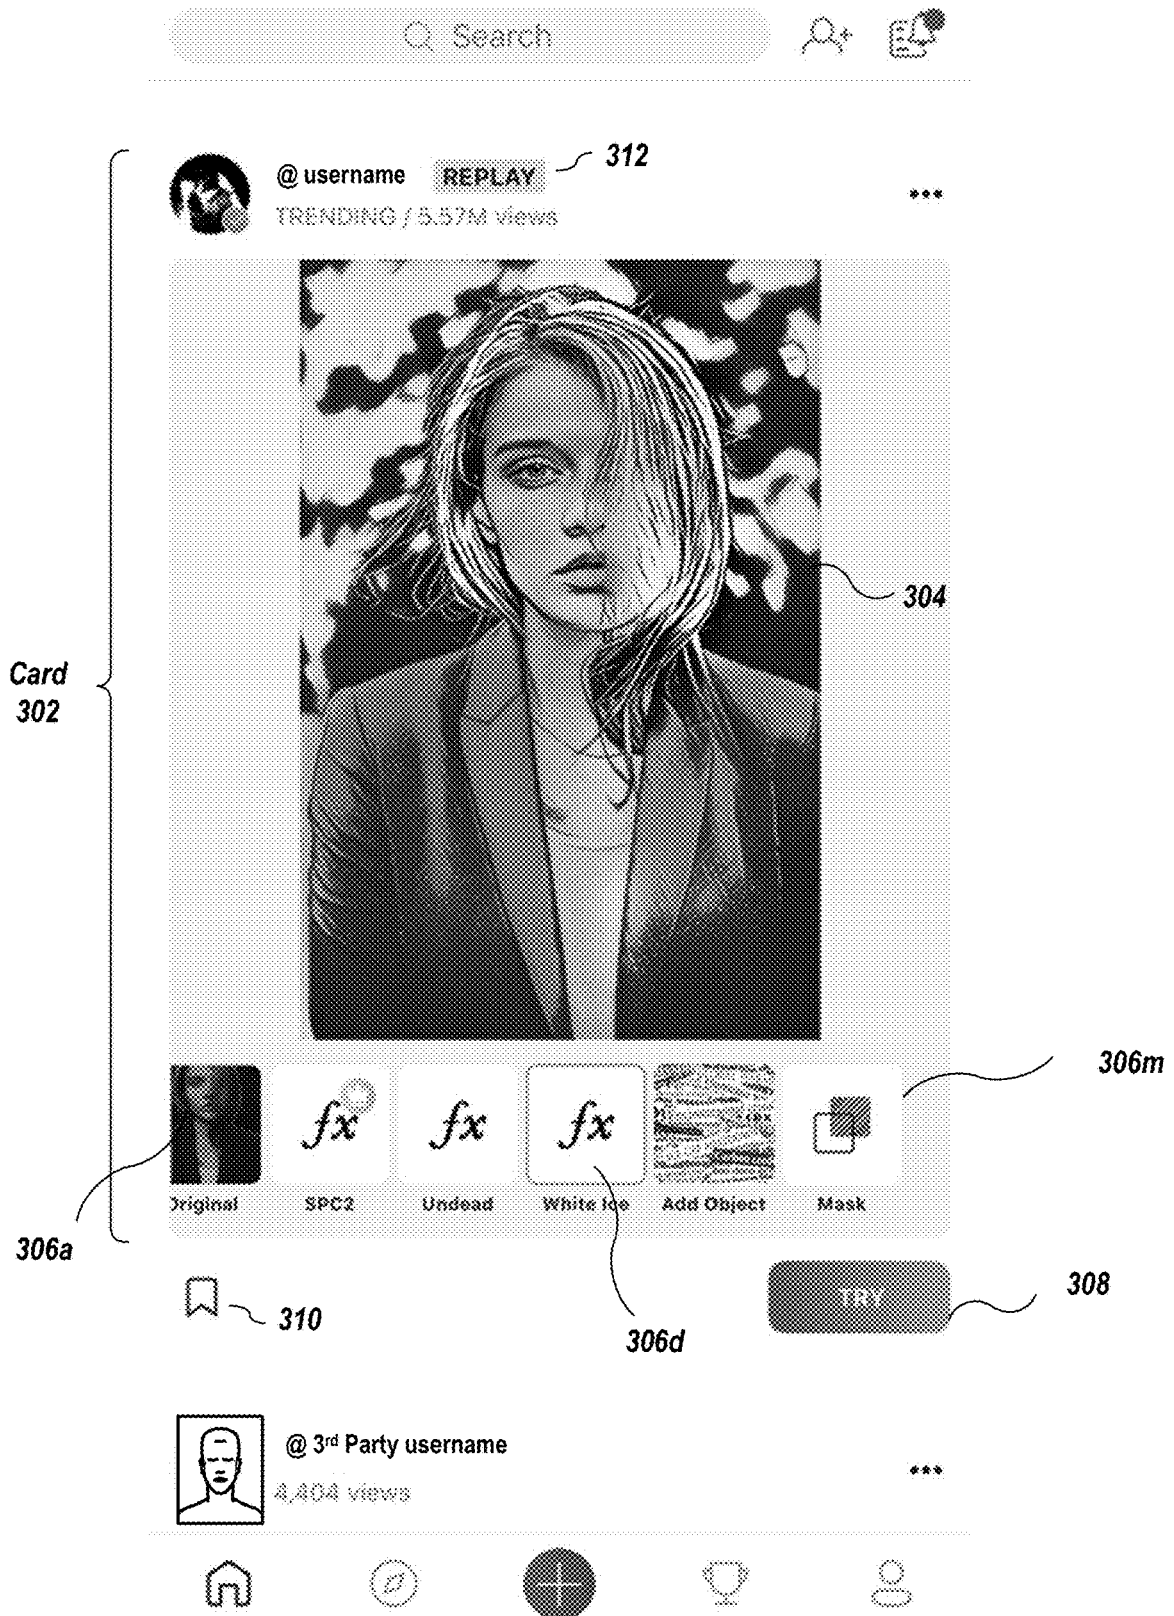 Search
312
@ username REPLAY
TRENDING / 5.57M views
304
Card
302
306m
Original SPC2 Undead White Ice Add Object Mask
306a
308
TRY
310
306d
@ 3rd Party username
4,404 views